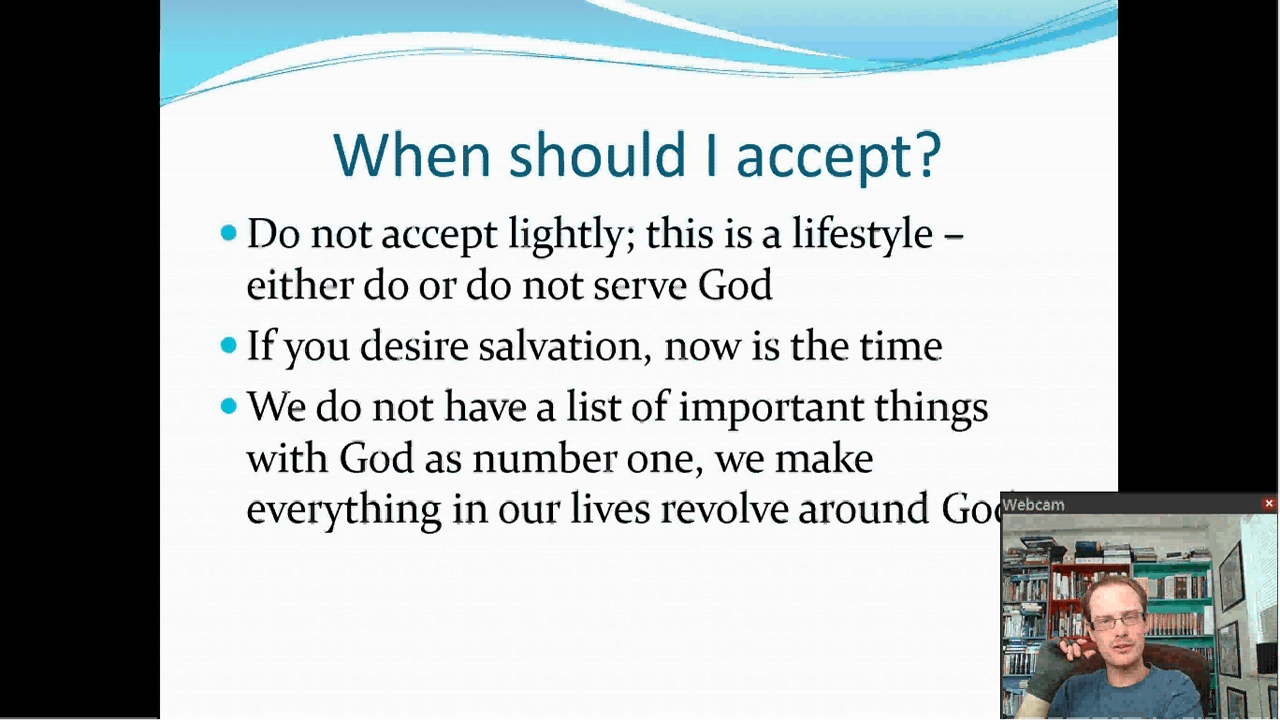 When should I accept?
• Do not accept lightly; this is a lifestyle –
either do or do not serve God
• If you desire salvation, now is the time
• We do not have a list of important things
with God as number one, we make
everything in our lives revolve around Go
Webcam